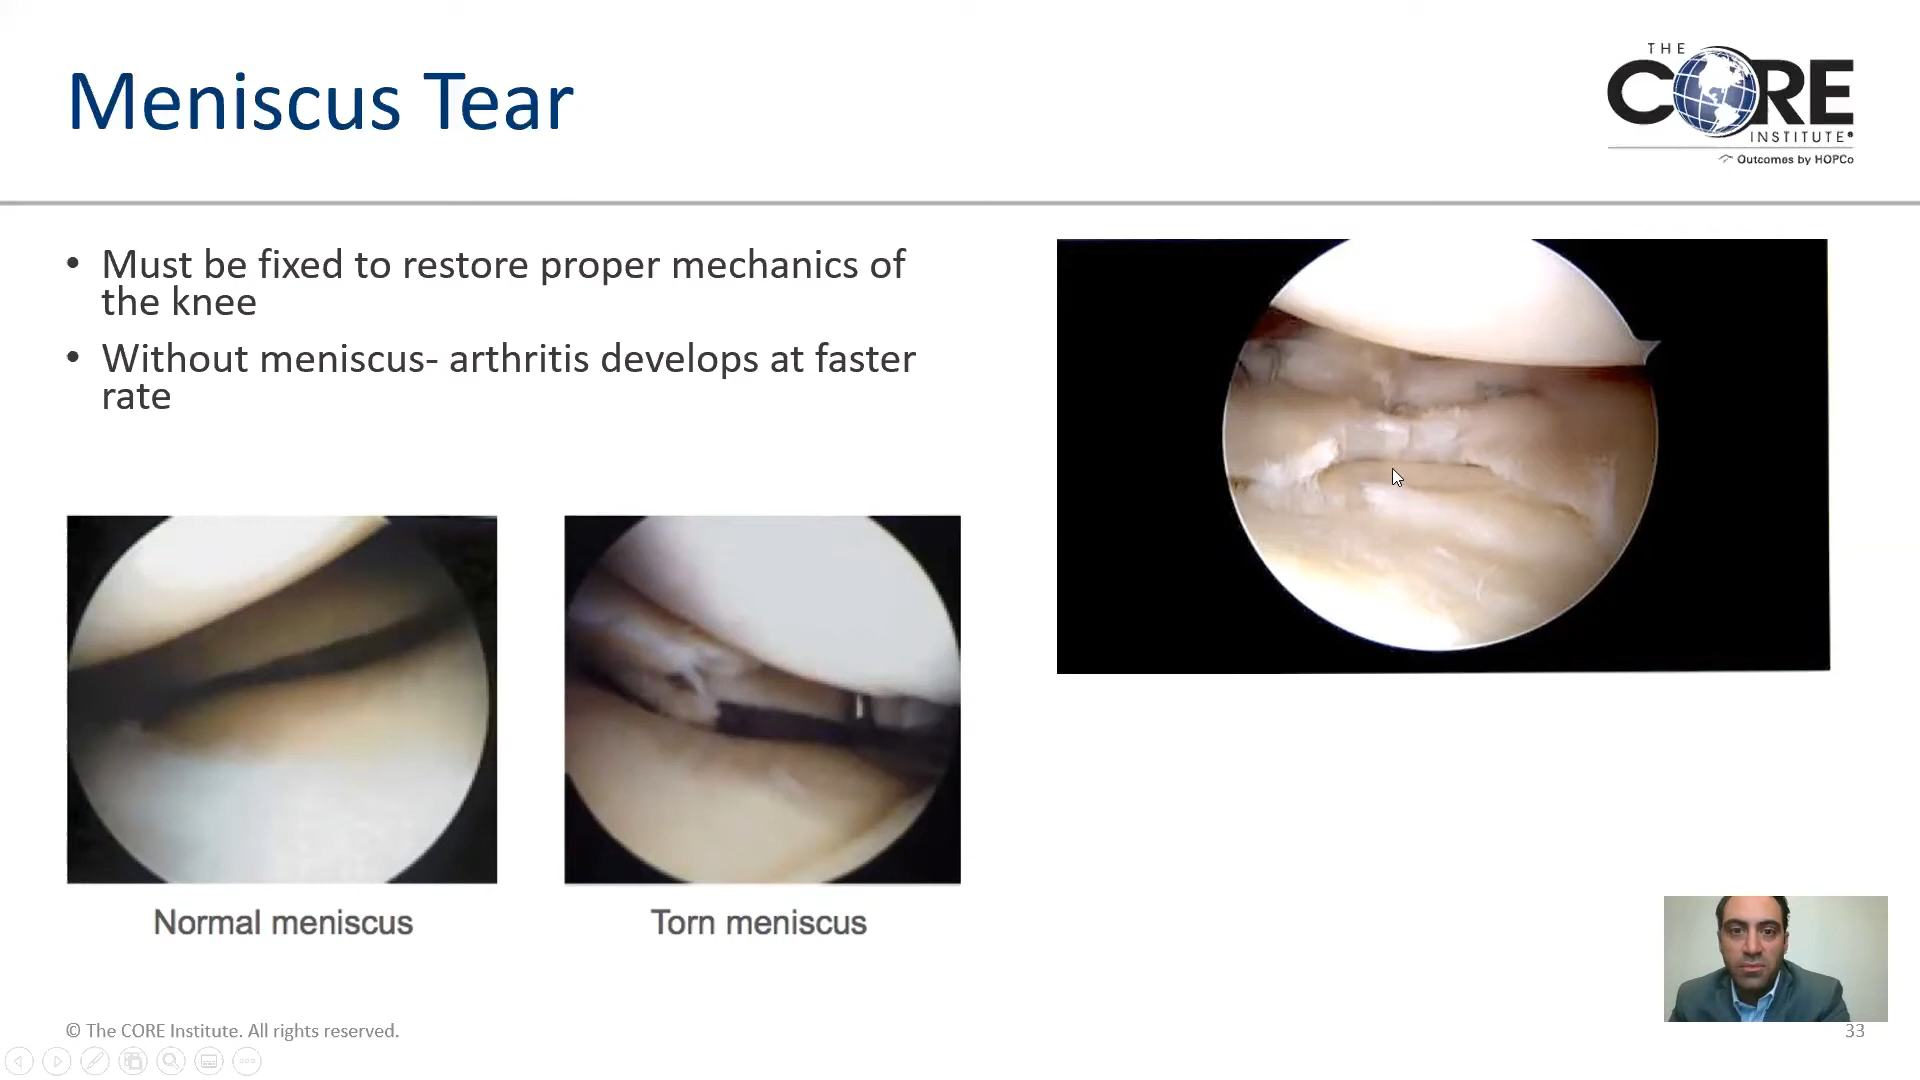 Meniscus Tear
THE
CORE
INSTITUTE®
Outcomes by HOPCo
• Must be fixed to restore proper mechanics of
the knee
• Without meniscus- arthritis develops at faster
rate
Normal meniscus
Torn meniscus
© The CORE Institute. All rights reserved.
33